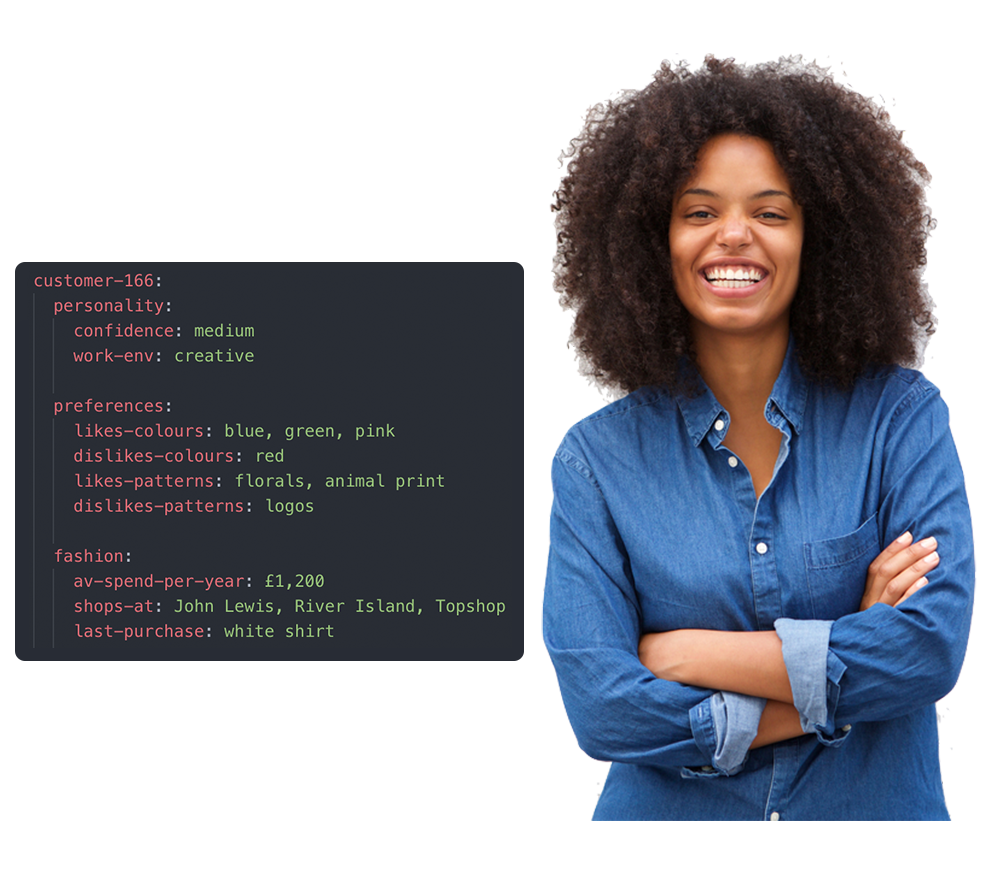 customer-166:
personality:
confidence: medium
work-env: creative
preferences:
likes-colours: blue, green, pink
dislikes-colours: red
likes-patterns: florals, animal print
dislikes-patterns: logos
fashion:
av-spend-per-year: £1,200
shops-at: John Lewis, River Island, Topshop
last-purchase: white shirt